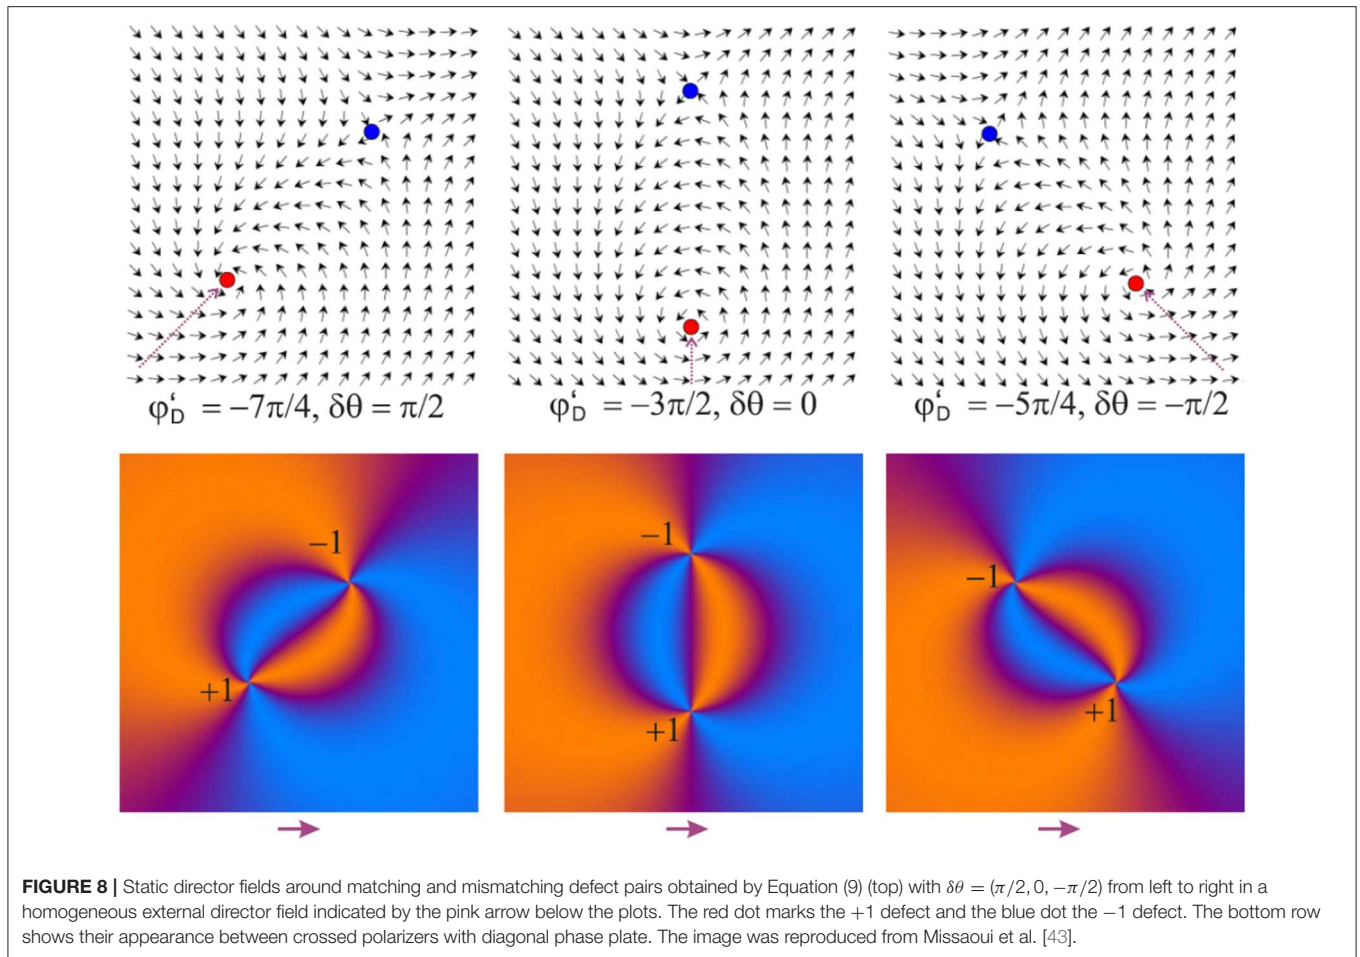 φ‘D = −7π/4, δθ = π/2
φ‘D = −3π/2, δθ = 0
φ‘D = −5π/4, δθ = −π/2
−1
+1
−1
+1
−1
+1
FIGURE 8 | Static director fields around matching and mismatching defect pairs obtained by Equation (9) (top) with δθ = (π/2, 0, −π/2) from left to right in a
homogeneous external director field indicated by the pink arrow below the plots. The red dot marks the +1 defect and the blue dot the −1 defect. The bottom row
shows their appearance between crossed polarizers with diagonal phase plate. The image was reproduced from Missaoui et al. [43].